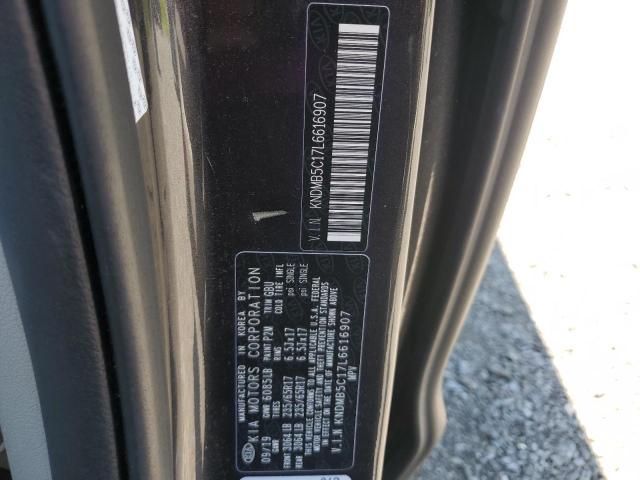 V.I.N KNDMB5C17L6616907
MANUFACTURED IN KOREA BY
KIA MOTORS CORPORATION
09/19 GVWR 6085LB PAINT P2M TRIM GBU
GAWR TIRES RIMS COLD TIRE INFL
FRONT 3064LB 235/65R17 6.5Jx17 psi SINGLE
REAR 3064LB 235/65R17 6.5Jx17 psi SINGLE
THIS VEHICLE CONFORMS TO ALL APPLICABLE U.S.A. FEDERAL
MOTOR VEHICLE SAFETY AND THEFT PREVENTION STANDARDS
IN EFFECT ON THE DATE OF MANUFACTURE SHOWN ABOVE
V.I.N KNDMB5C17L6616907
MPV